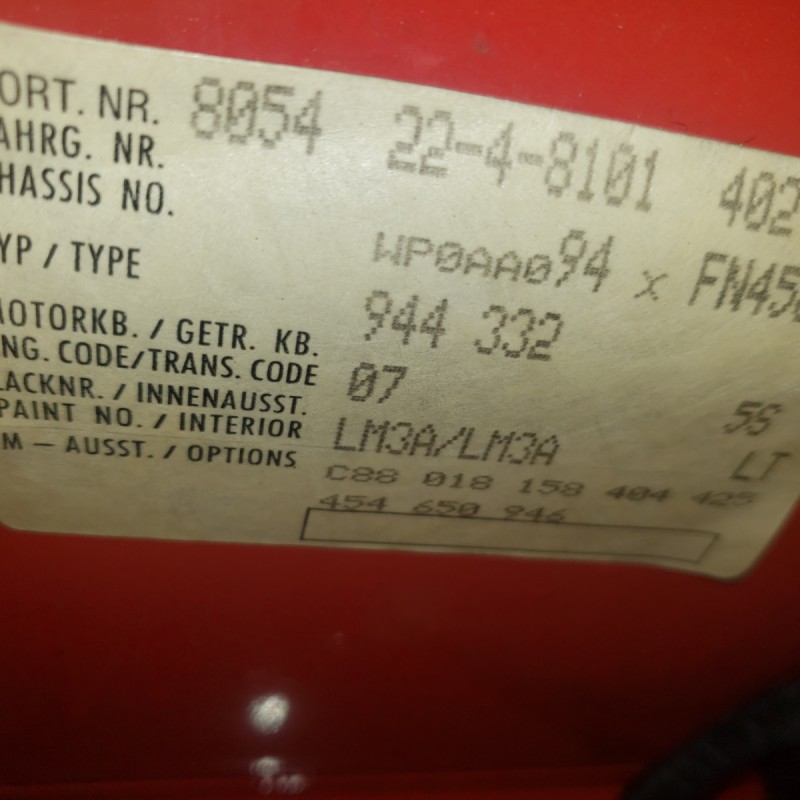 ORT. NR. 8054 22-4-8101 402
AHRG. NR.
HASSIS NO. WP0AA094 x FN45
YP / TYPE 944 332
MOTORKB. / GETR. KB. 07 5S
NG. CODE/TRANS. CODE
LACKNR. / INNENAUSST. LM3A/LM3A LT
PAINT NO. / INTERIOR
M — AUSST. / OPTIONS C88 018 158 404 425
454 650 946